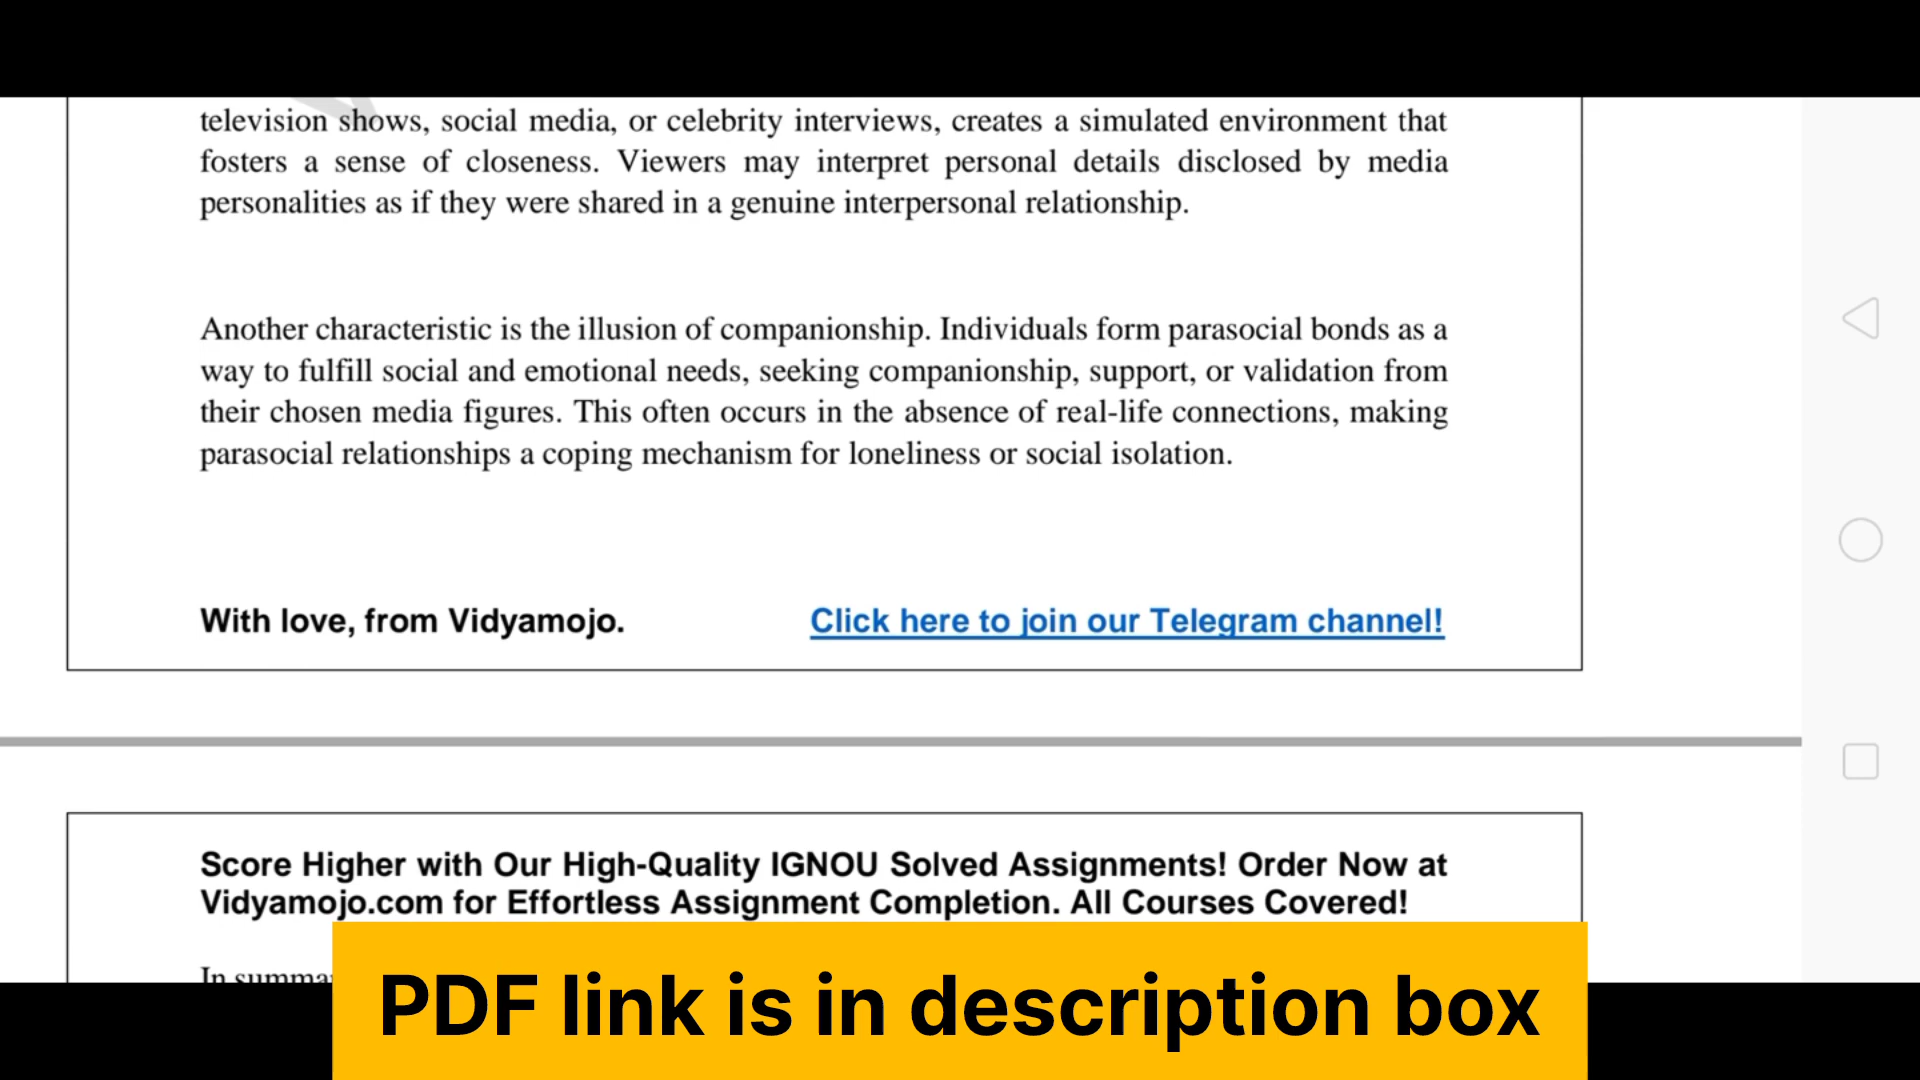 television shows, social media, or celebrity interviews, creates a simulated environment that
fosters a sense of closeness. Viewers may interpret personal details disclosed by media
personalities as if they were shared in a genuine interpersonal relationship.
Another characteristic is the illusion of companionship. Individuals form parasocial bonds as a
way to fulfill social and emotional needs, seeking companionship, support, or validation from
their chosen media figures. This often occurs in the absence of real-life connections, making
parasocial relationships a coping mechanism for loneliness or social isolation.
With love, from Vidyamojo. Click here to join our Telegram channel!
Score Higher with Our High-Quality IGNOU Solved Assignments! Order Now at
Vidyamojo.com for Effortless Assignment Completion. All Courses Covered!
In
PDF link is in description box